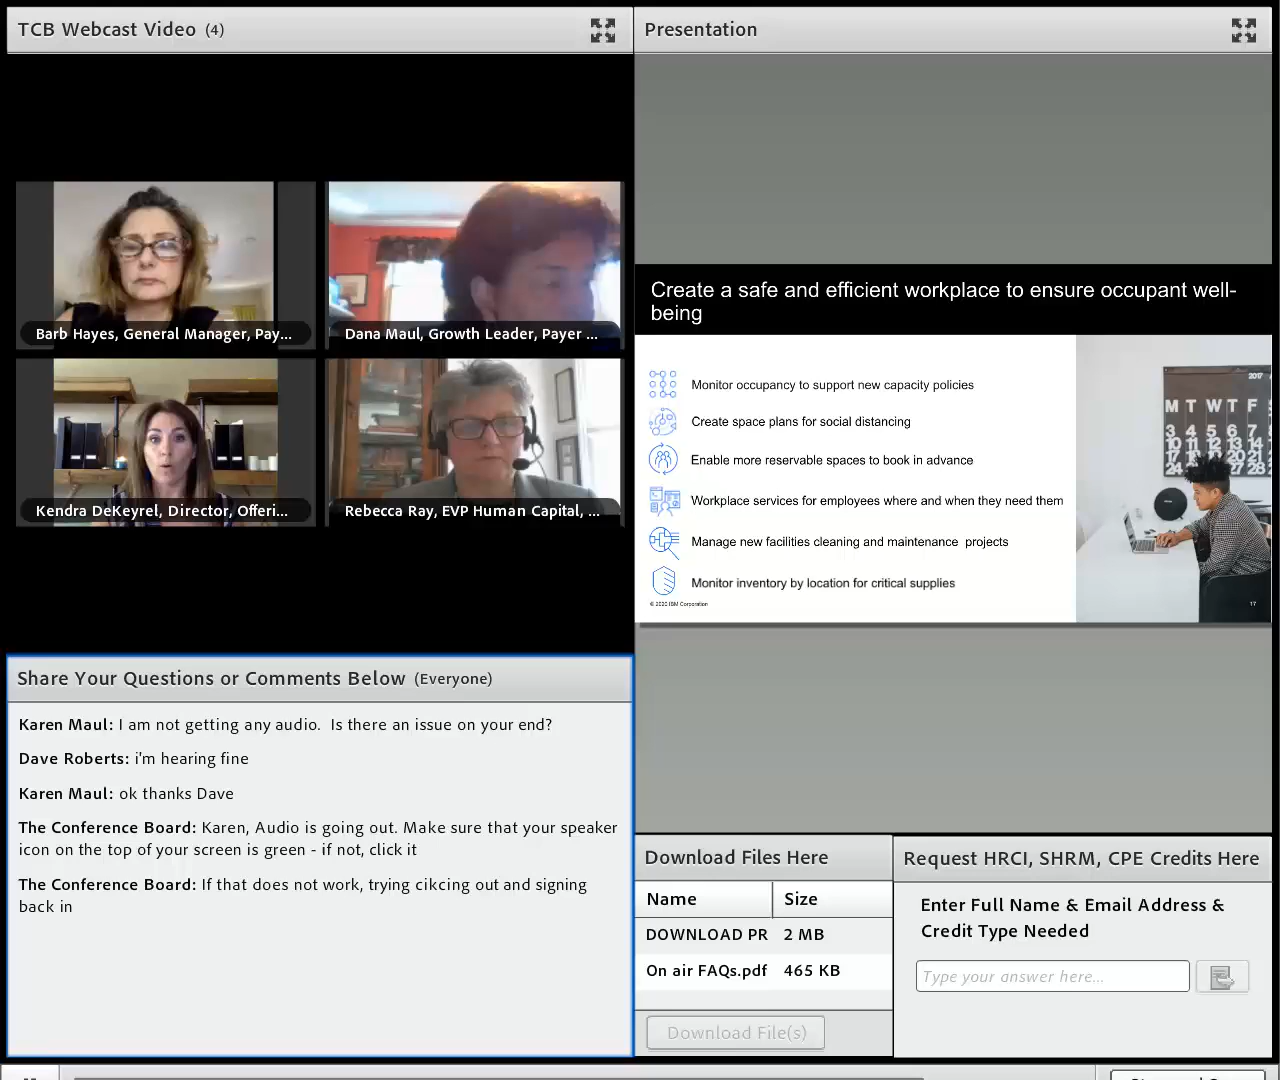 TCB Webcast Video (4)
Presentation
Barb Hayes, General Manager, Pay...
Dana Maul, Growth Leader, Payer ...
Kendra DeKeyrel, Director, Offeri...
Rebecca Ray, EVP Human Capital, ...
Create a safe and efficient workplace to ensure occupant well-
being
Monitor occupancy to support new capacity policies
Create space plans for social distancing
Enable more reservable spaces to book in advance
Workplace services for employees where and when they need them
Manage new facilities cleaning and maintenance projects
Monitor inventory by location for critical supplies
© 2020 IBM Corporation
17
2017
M T W T F
Share Your Questions or Comments Below (Everyone)
Karen Maul: I am not getting any audio. Is there an issue on your end?
Dave Roberts: i'm hearing fine
Karen Maul: ok thanks Dave
The Conference Board: Karen, Audio is going out. Make sure that your speaker
icon on the top of your screen is green - if not, click it
The Conference Board: If that does not work, trying cikcing out and signing
back in
Download Files Here
Name Size
DOWNLOAD PR 2 MB
On air FAQs.pdf 465 KB
Download File(s)
Request HRCI, SHRM, CPE Credits Here
Enter Full Name & Email Address &
Credit Type Needed
Type your answer here...